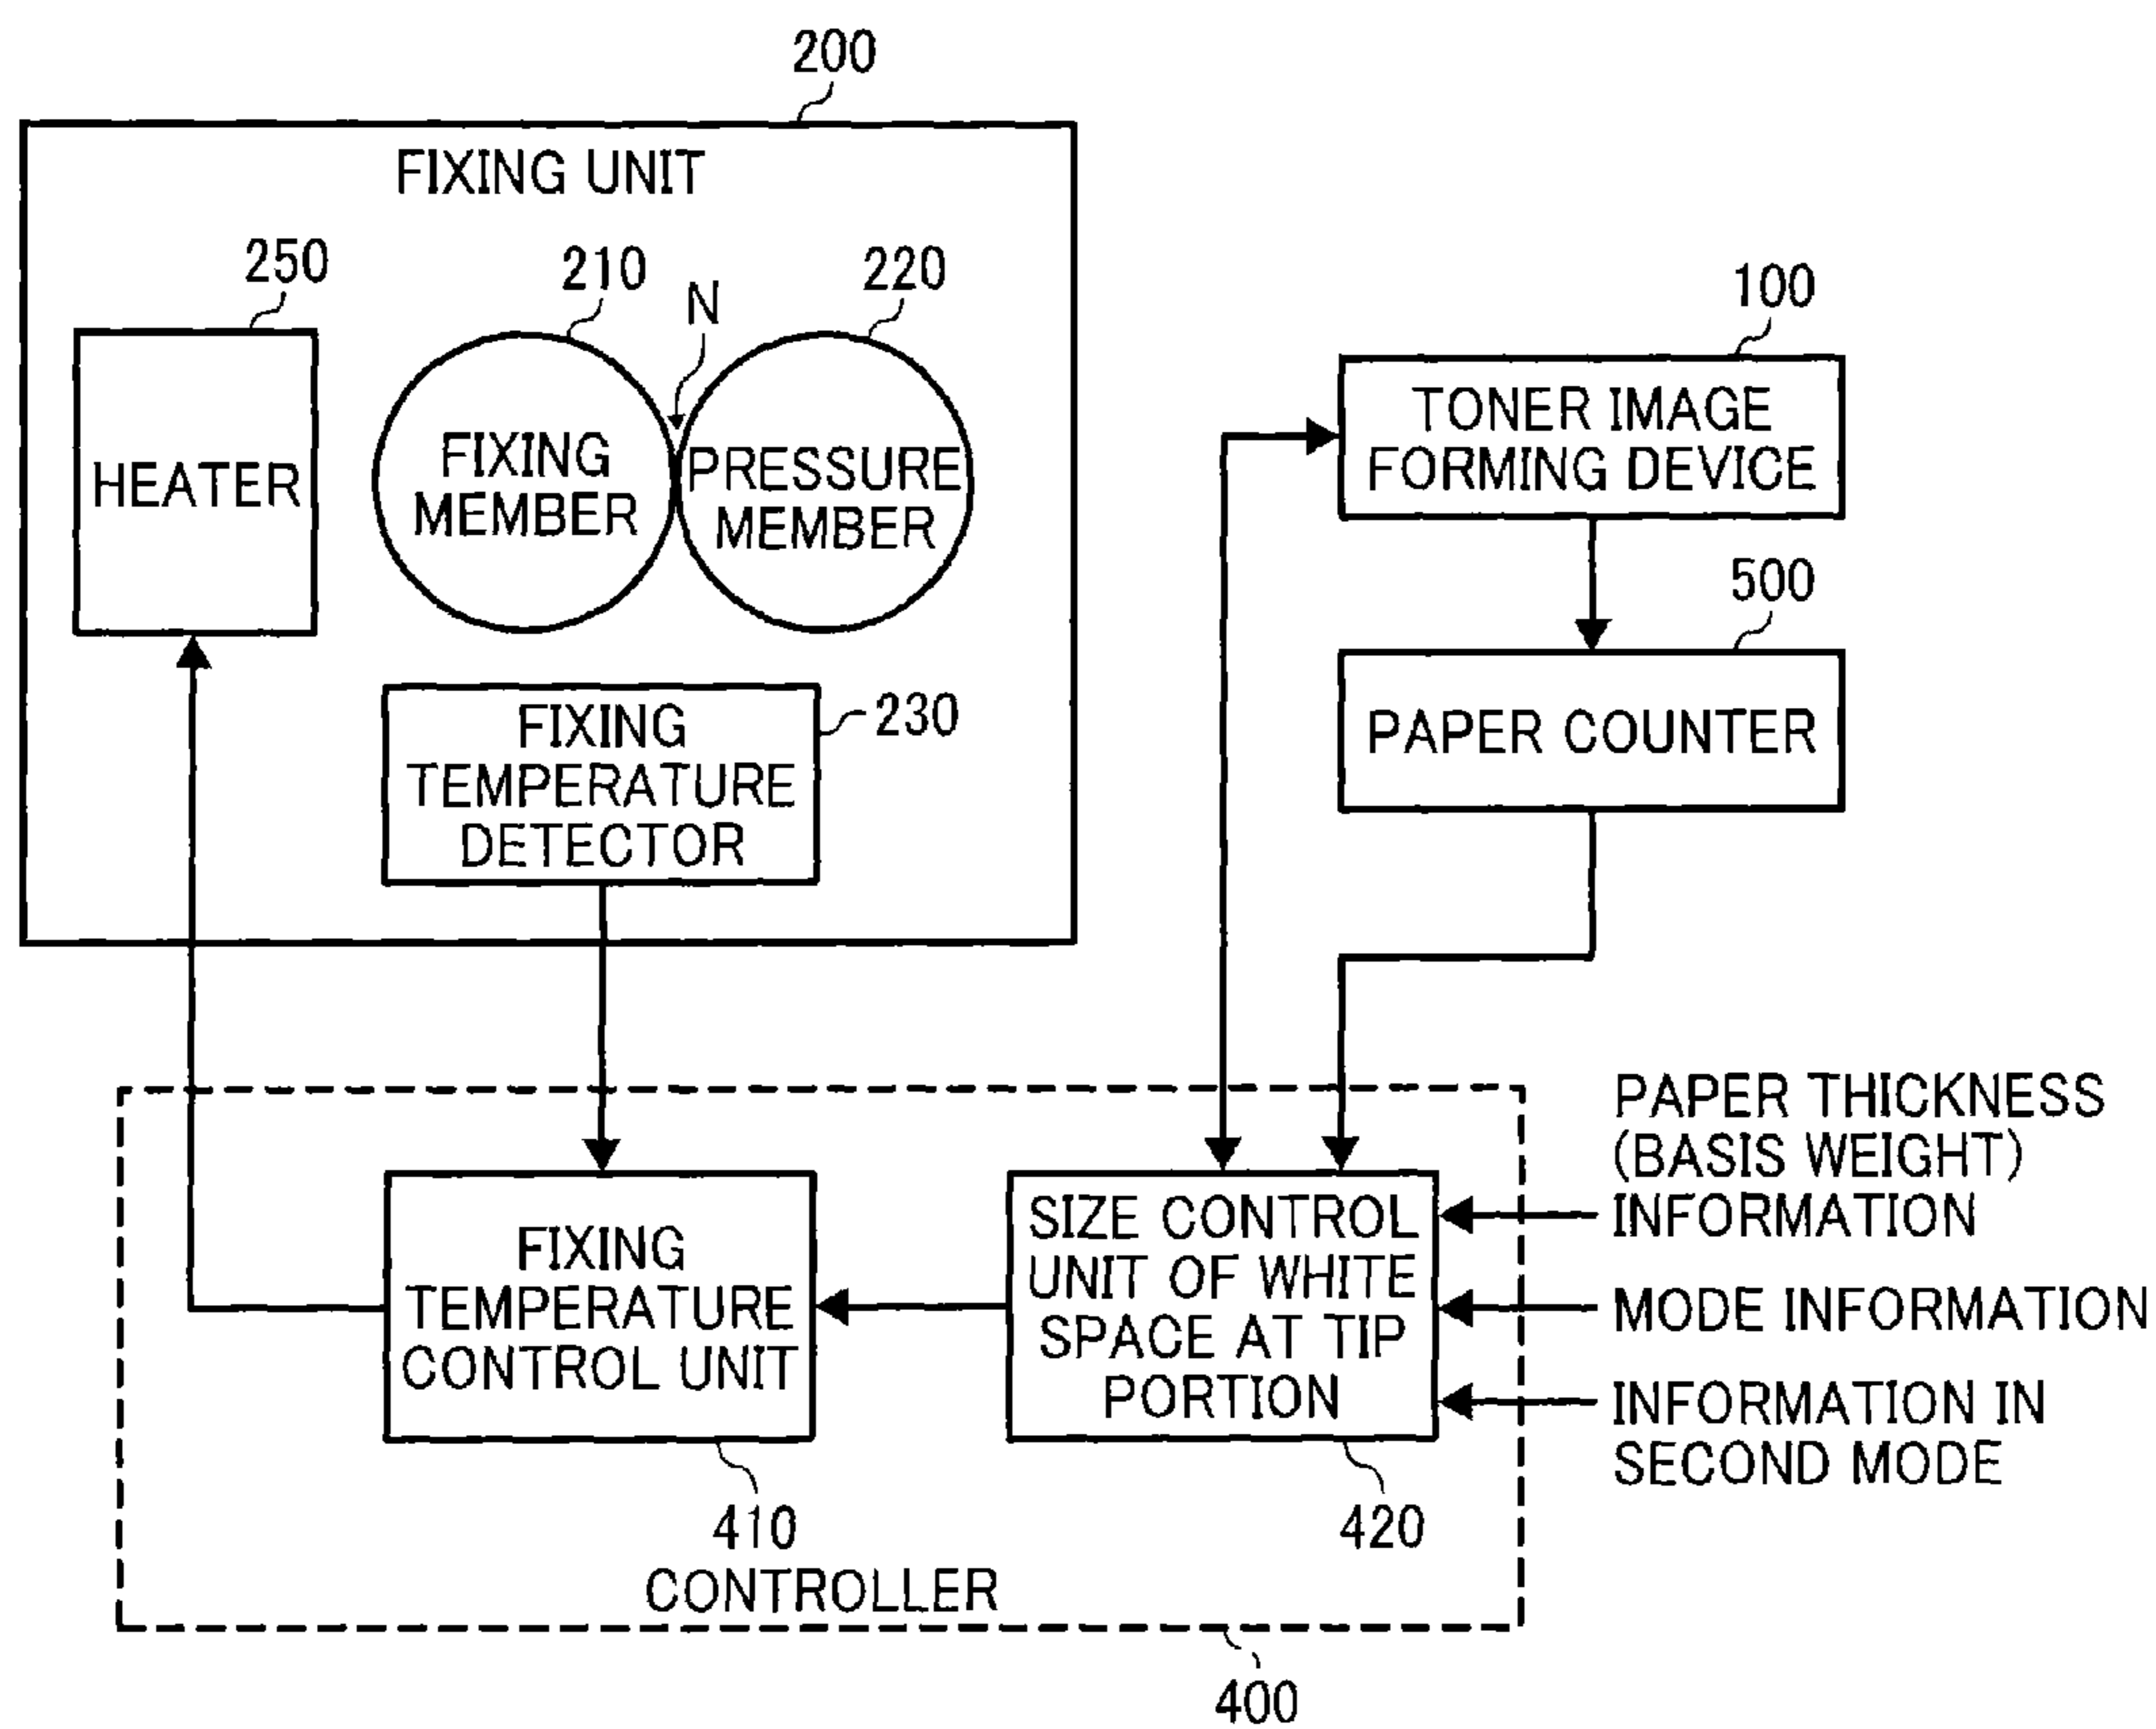 200
FIXING UNIT
250
210
N
220
HEATER
FIXING
MEMBER
PRESSURE
MEMBER
FIXING
TEMPERATURE
DETECTOR
230
100
TONER IMAGE
FORMING DEVICE
500
PAPER COUNTER
FIXING
TEMPERATURE
CONTROL UNIT
410
SIZE CONTROL
UNIT OF WHITE
SPACE AT TIP
PORTION
420
PAPER THICKNESS
(BASIS WEIGHT)
INFORMATION
MODE INFORMATION
INFORMATION IN
SECOND MODE
CONTROLLER
400